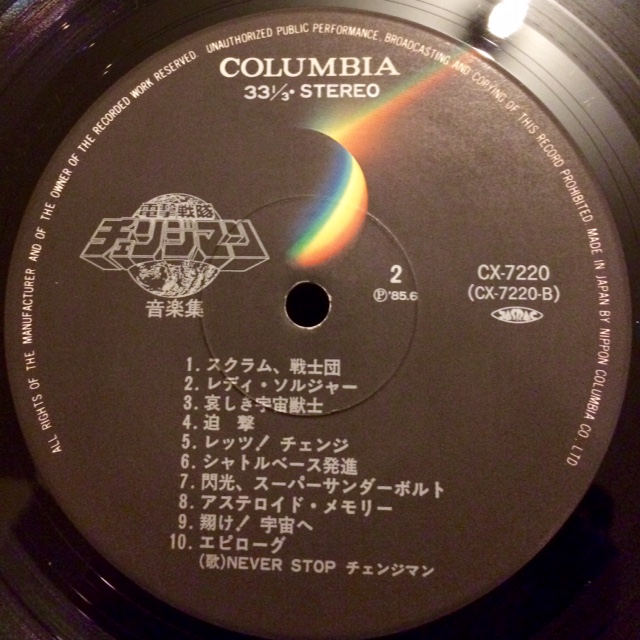 ALL RIGHTS OF THE MANUFACTURER AND OF THE OWNER OF THE RECORDED WORK RESERVED UNAUTHORIZED PUBLIC PERFORMANCE, BROADCASTING AND COPYING OF THIS RECORD PROHIBITED MADE IN JAPAN BY NIPPON COLUMBIA CO., LTD
COLUMBIA
33⅓・STEREO
電撃戦隊
チェンジマン
音楽集
2
Ⓟ'85.6
CX-7220
(CX-7220-B)
JASRAC
1. スクラム、戦士団
2. レディ・ソルジャー
3. 哀しき宇宙獣士
4. 追 撃
5. レッツ! チェンジ
6. シャトルベース発進
7. 閃光、スーパーサンダーボルト
8. アステロイド・メモリー
9. 翔け! 宇宙へ
10. エピローグ
(歌)NEVER STOP チェンジマン